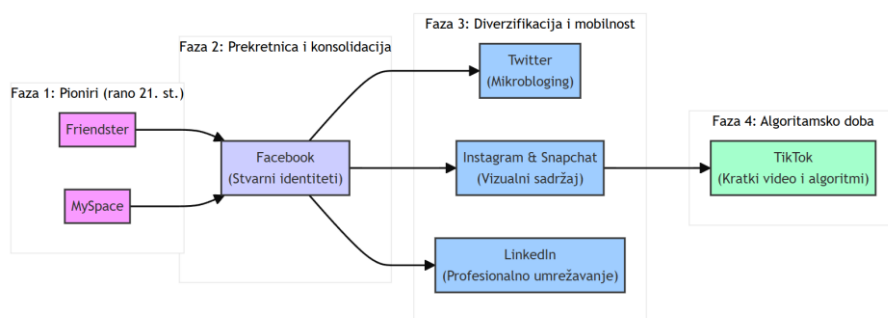 Faza 1: Pioniri (rano 21. st.)
Friendster
MySpace
Faza 2: Prekretnica i konsolidacija
Facebook
(Stvarni identiteti)
Faza 3: Diverzifikacija i mobilnost
Twitter
(Mikrobloging)
Instagram & Snapchat
(Vizualni sadržaj)
LinkedIn
(Profesionalno umrežavanje)
Faza 4: Algoritamsko doba
TikTok
(Kratki video i algoritmi)